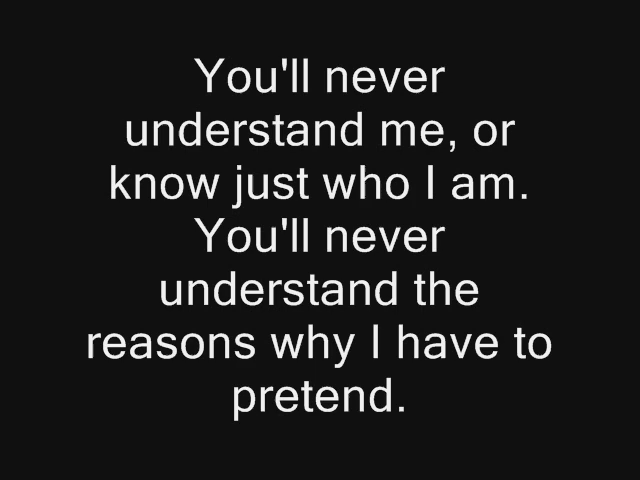 You'll never
understand me, or
know just who I am.
You'll never
understand the
reasons why I have to
pretend.